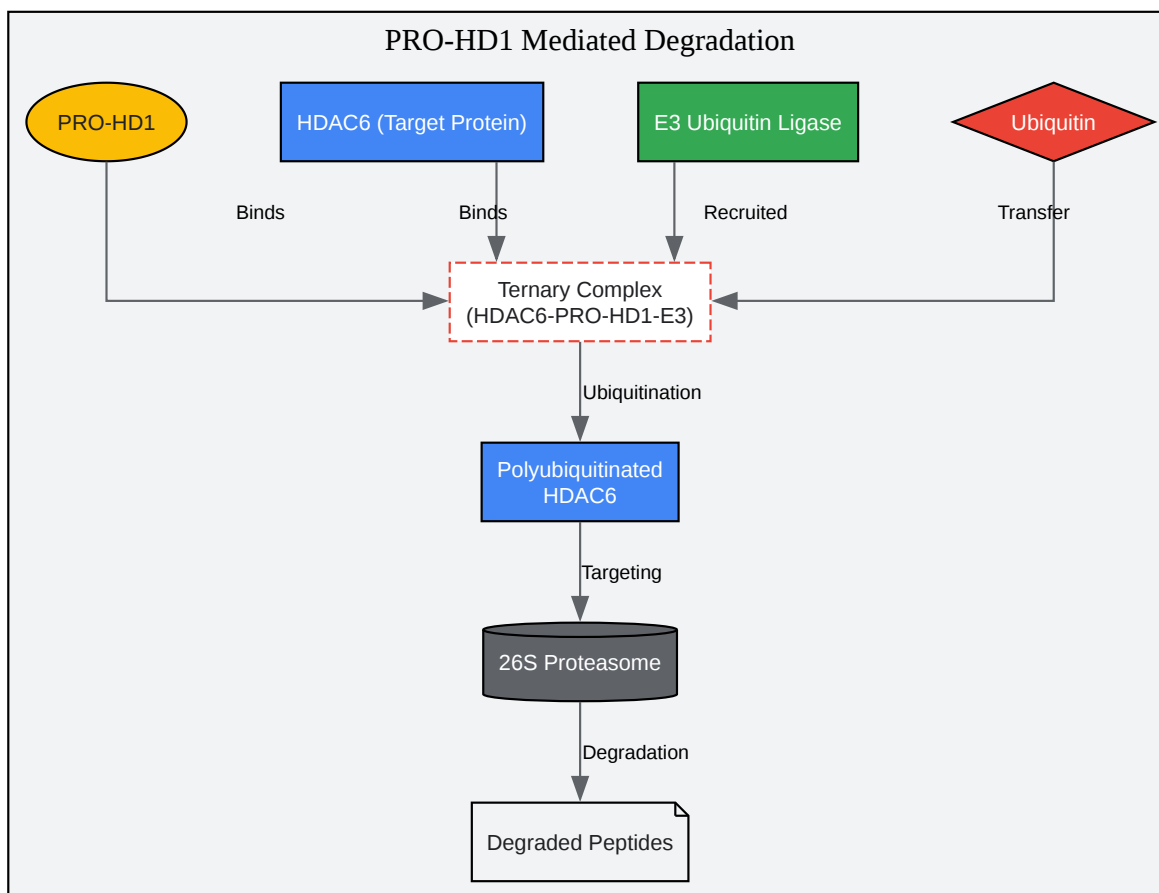 PRO-HD1 Mediated Degradation
PRO-HD1
HDAC6 (Target Protein)
E3 Ubiquitin Ligase
Ubiquitin
Binds
Binds
Recruited
Transfer
Ternary Complex
(HDAC6-PRO-HD1-E3)
Ubiquitination
Polyubiquitinated
HDAC6
Targeting
26S Proteasome
Degradation
Degraded Peptides